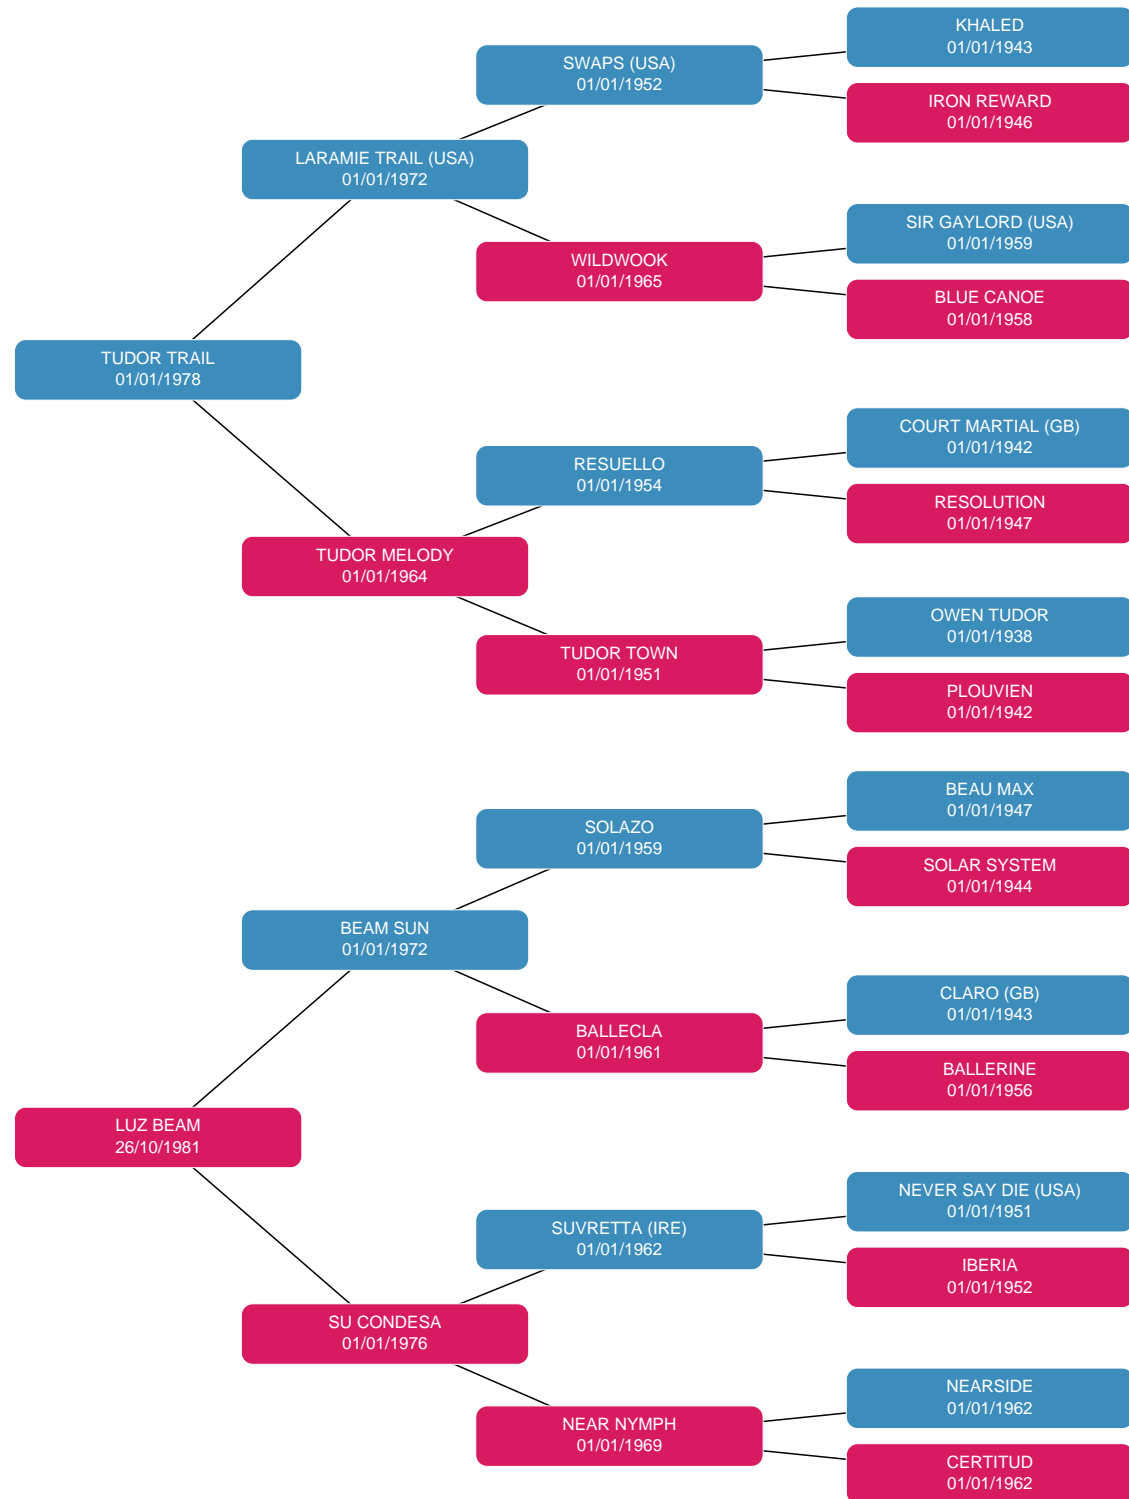 KHALED
01/01/1943
SWAPS (USA)
01/01/1952
IRON REWARD
01/01/1946
LARAMIE TRAIL (USA)
01/01/1972
SIR GAYLORD (USA)
01/01/1959
WILDWOOK
01/01/1965
BLUE CANOE
01/01/1958
TUDOR TRAIL
01/01/1978
COURT MARTIAL (GB)
01/01/1942
RESUELLO
01/01/1954
RESOLUTION
01/01/1947
TUDOR MELODY
01/01/1964
OWEN TUDOR
01/01/1938
TUDOR TOWN
01/01/1951
PLOUVIEN
01/01/1942
BEAU MAX
01/01/1947
SOLAZO
01/01/1959
SOLAR SYSTEM
01/01/1944
BEAM SUN
01/01/1972
CLARO (GB)
01/01/1943
BALLECLA
01/01/1961
BALLERINE
01/01/1956
LUZ BEAM
26/10/1981
NEVER SAY DIE (USA)
01/01/1951
SUVRETTA (IRE)
01/01/1962
IBERIA
01/01/1952
SU CONDESA
01/01/1976
NEARSIDE
01/01/1962
NEAR NYMPH
01/01/1969
CERTITUD
01/01/1962